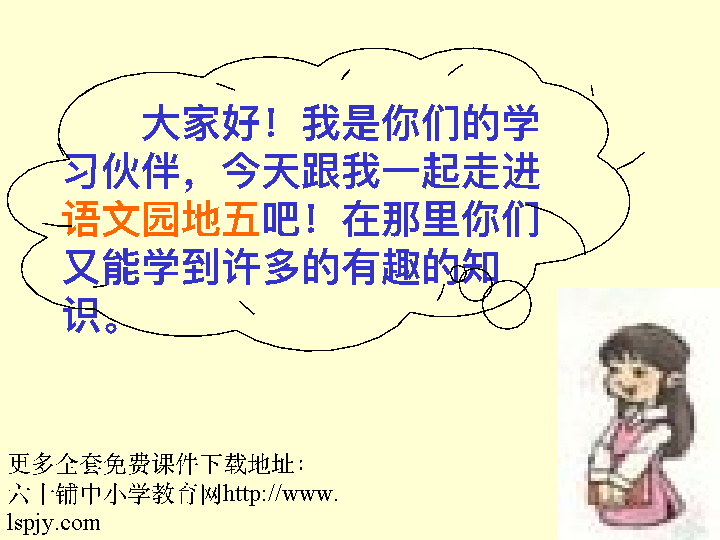 大家好！我是你们的学
习伙伴，今天跟我一起走进
语文园地五吧！在那里你们
又能学到许多的有趣的知
识。
更多全套免费课件下载地址：
六十铺中小学教育网http://www.
lspjy.com